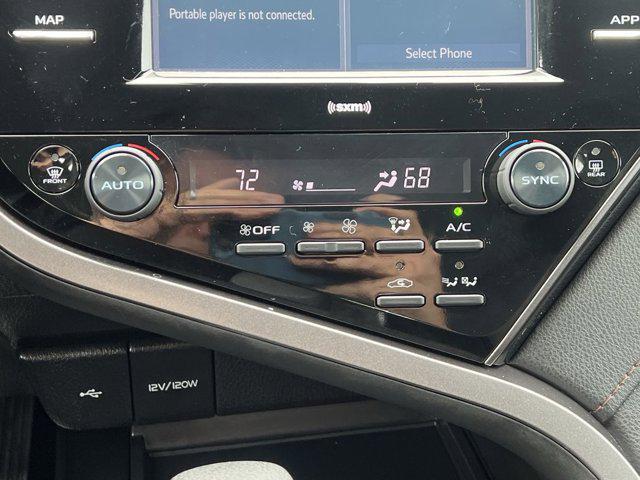 MAP
APP
Portable player is not connected.
Select Phone
((sxm))
FRONT
AUTO
72
68
SYNC
REAR
OFF
A/C
12V/120W